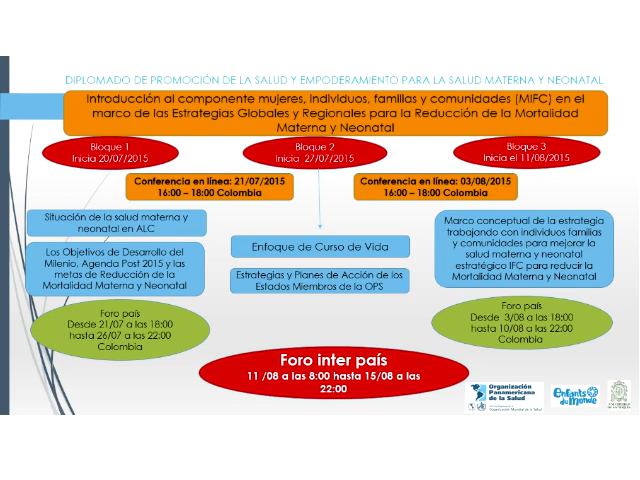 DIPLOMADO DE PROMOCIÓN DE LA SALUD Y EMPODERAMIENTO PARA LA SALUD MATERNA Y NEONATAL
Introducción al componente mujeres, individuos, familias y comunidades (MIFC) en el
marco de las Estrategias Globales y Regionales para la Reducción de la Mortalidad
Materna y Neonatal
Bloque 1
Inicia 20/07/2015
Bloque 2
Inicia 27/07/2015
Bloque 3
Inicia el 11/08/2015
Conferencia en línea: 21/07/2015
16:00 – 18:00 Colombia
Conferencia en línea: 03/08/2015
16:00 – 18:00 Colombia
Situación de la salud materna y
neonatal en ALC
Los Objetivos de Desarrollo del
Milenio, Agenda Post 2015 y las
metas de Reducción de la
Mortalidad Materna y Neonatal
Enfoque de Curso de Vida
Estrategias y Planes de Acción de los
Estados Miembros de la OPS
Marco conceptual de la estrategia
trabajando con individuos familias
y comunidades para mejorar la
salud materna y neonatal
estratégico IFC para reducir la
Mortalidad Materna y Neonatal
Foro país
Desde 21/07 a las 18:00
hasta 26/07 a las 22:00
Colombia
Foro país
Desde 3/08 a las 18:00
hasta 10/08 a las 22:00
Colombia
Foro inter país
11 /08 a las 8:00 hasta 15/08 a las
22:00
Organización
Panamericana
de la Salud
Organización Mundial de la Salud
Enfants
du Monde